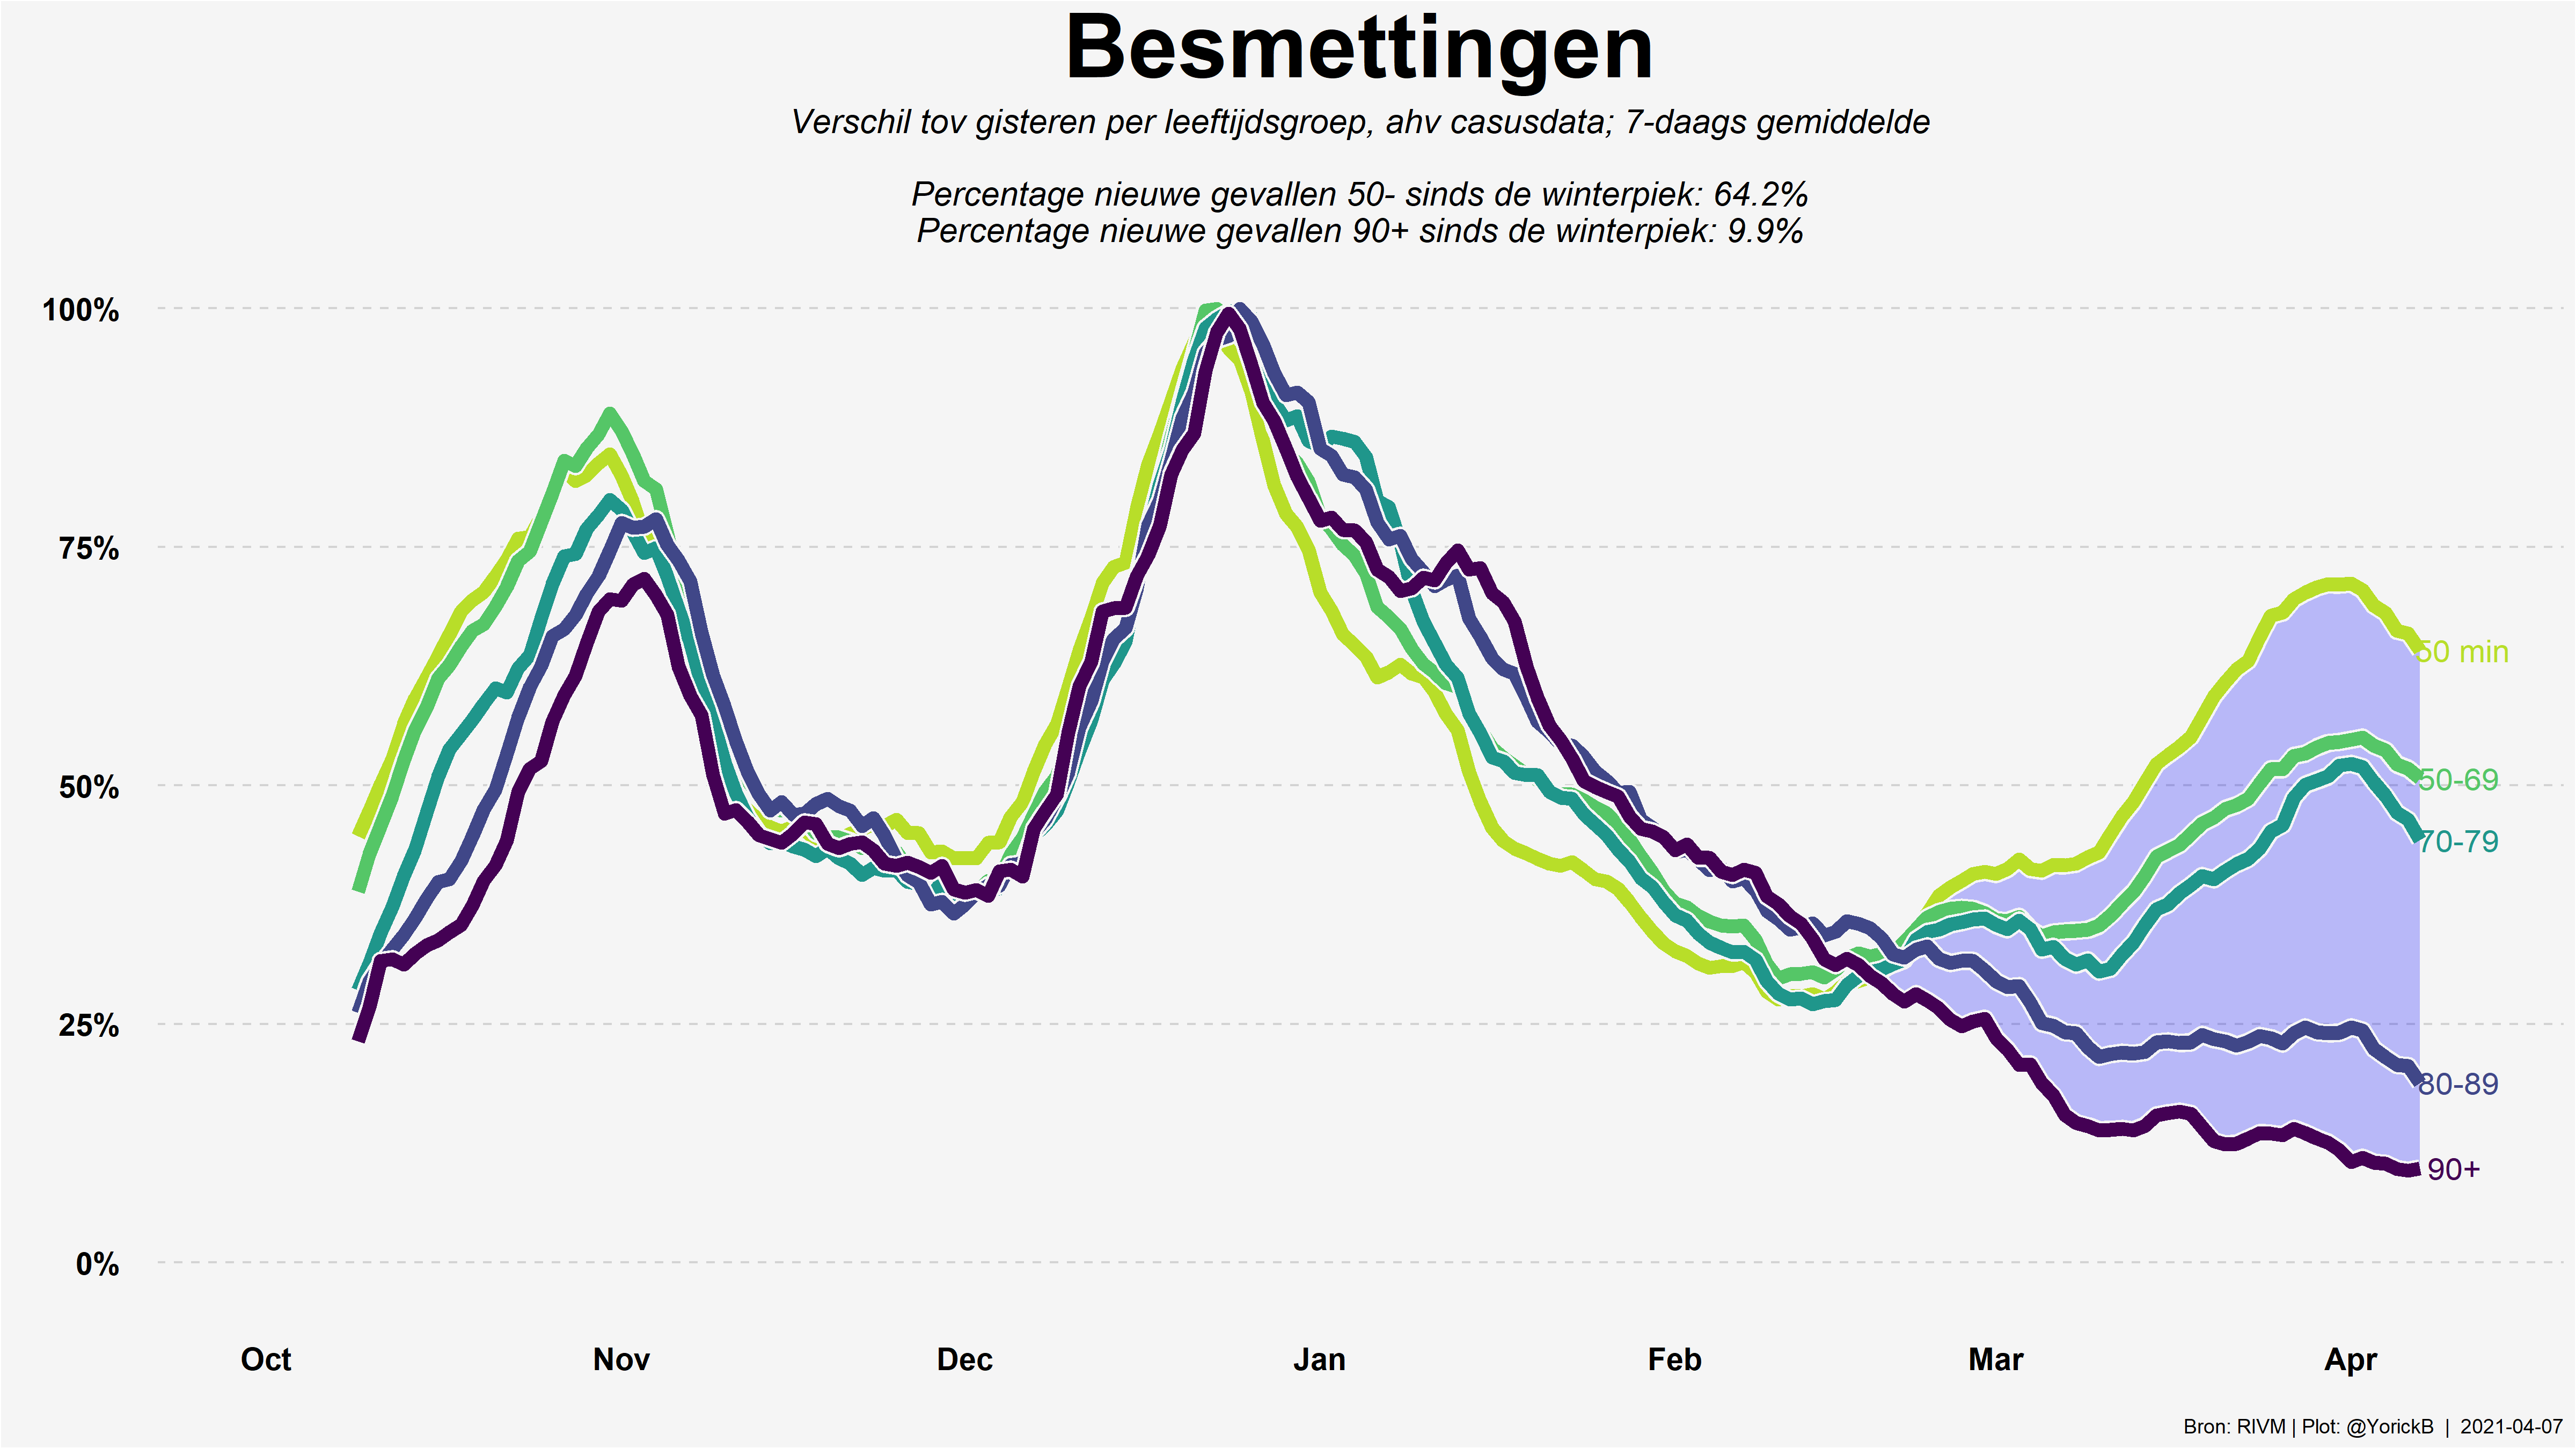 Besmettingen
Verschil tov gisteren per leeftijdsgroep, ahv casusdata; 7-daags gemiddelde
Percentage nieuwe gevallen 50- sinds de winterpiek: 64.2%
Percentage nieuwe gevallen 90+ sinds de winterpiek: 9.9%
100%
75%
50%
25%
0%
50 min
50-69
70-79
80-89
90+
Oct Nov Dec Jan Feb Mar Apr
Bron: RIVM | Plot: @YorickB | 2021-04-07